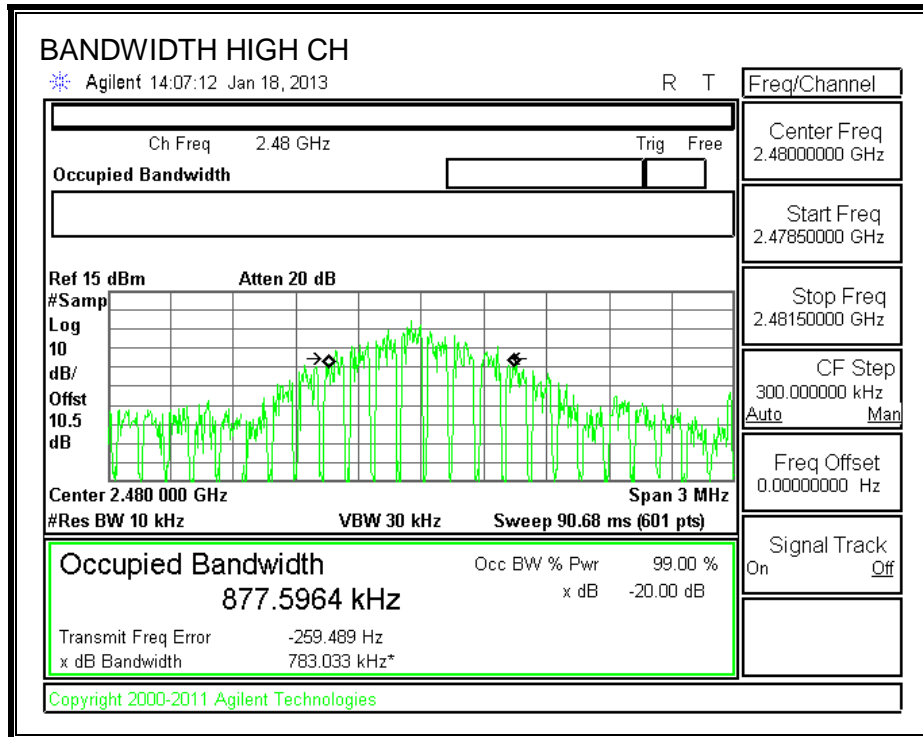 BANDWIDTH HIGH CH
Agilent 14:07:12 Jan 18, 2013 R T
Freq/Channel
Ch Freq 2.48 GHz Trig Free
Occupied Bandwidth
Center Freq
2.48000000 GHz
Start Freq
2.47850000 GHz
Stop Freq
2.48150000 GHz
CF Step
300.000000 kHz
Auto Man
Freq Offset
0.00000000 Hz
Signal Track
On Off
Ref 15 dBm Atten 20 dB
#Samp
Log
10
dB/
Offst
10.5
dB
Center 2.480 000 GHz Span 3 MHz
#Res BW 10 kHz VBW 30 kHz Sweep 90.68 ms (601 pts)
Occupied Bandwidth Occ BW % Pwr 99.00 %
877.5964 kHz x dB -20.00 dB
Transmit Freq Error -259.489 Hz
x dB Bandwidth 783.033 kHz*
Copyright 2000-2011 Agilent Technologies